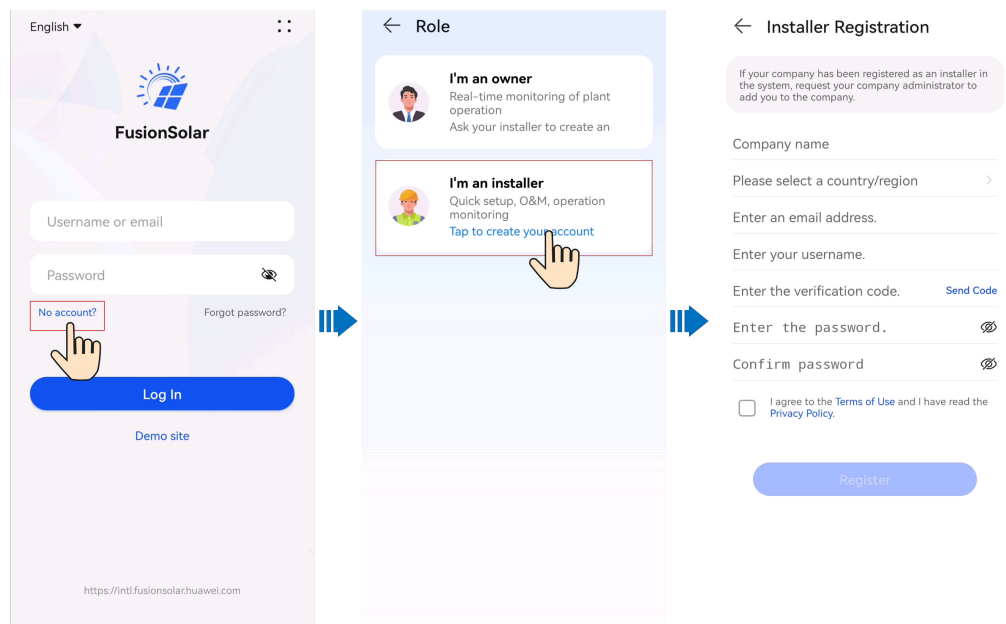 English
FusionSolar
Username or email
Password
No account?
Forgot password?
Log In
Demo site
https://intl.fusionsolar.huawei.com
Role
I'm an owner
Real-time monitoring of plant
operation
Ask your installer to create an
I'm an installer
Quick setup, O&M, operation
monitoring
Tap to create your account
Installer Registration
If your company has been registered as an installer in
the system, request your company administrator to
add you to the company.
Company name
Please select a country/region
Enter an email address.
Enter your username.
Enter the verification code.
Send Code
Enter the password.
Confirm password
I agree to the Terms of Use and I have read the
Privacy Policy.
Register